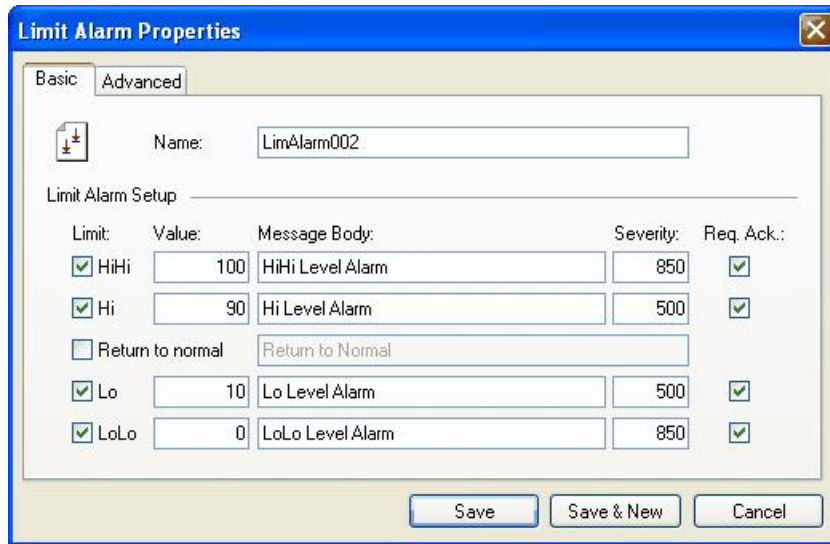 Limit Alarm Properties
Basic Advanced
Name: LimAlarm002
Limit Alarm Setup
Limit: Value: Message Body: Severity: Req. Ack.:
HiHi 100 HiHi Level Alarm 850
Hi 90 Hi Level Alarm 500
Return to normal Return to Normal
Lo 10 Lo Level Alarm 500
LoLo 0 LoLo Level Alarm 850
Save Save & New Cancel